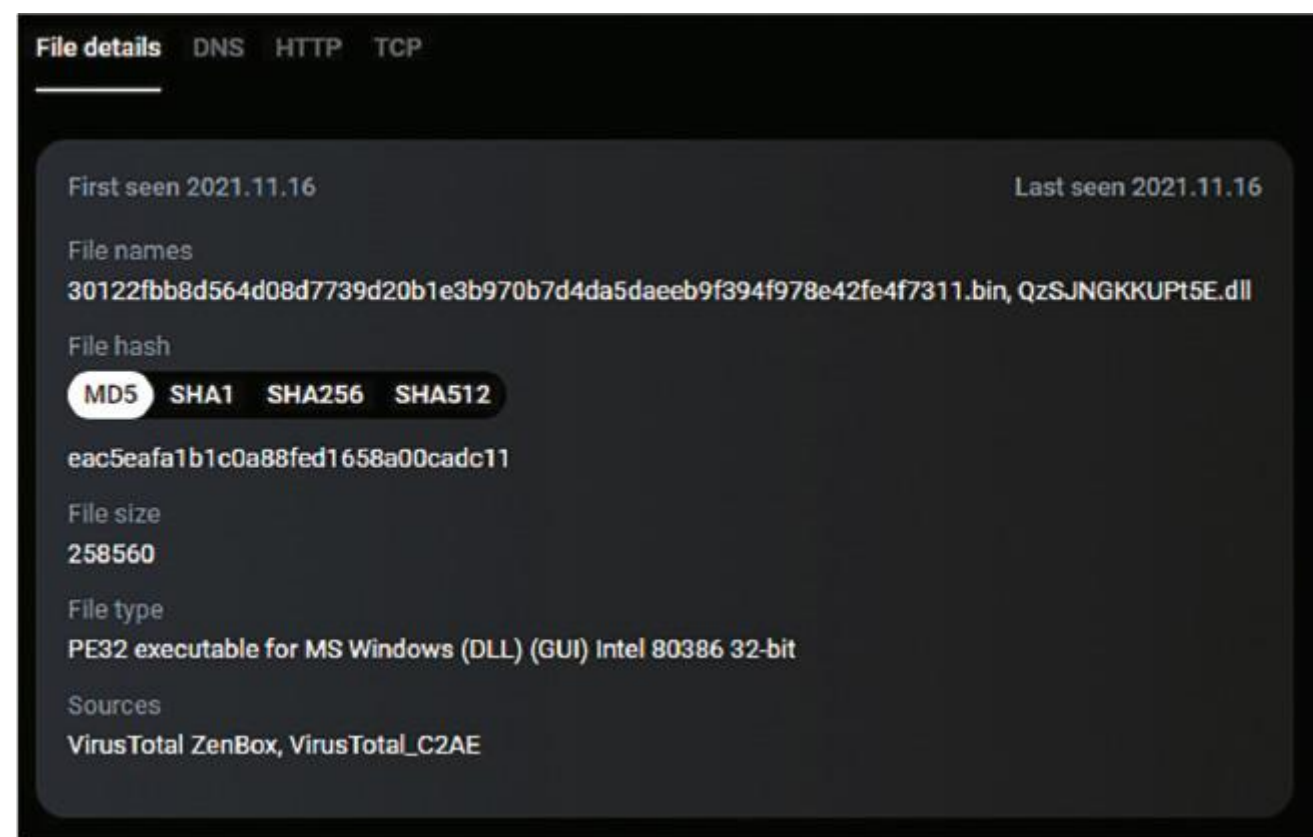 File details DNS HTTP TCP
First seen 2021.11.16 Last seen 2021.11.16
File names
30122fbb8d564d08d7739d20b1e3b970b7d4da5daeeb9f394f978e42fe4f7311.bin, QzSJNGKKUPt5E.dll
File hash
MD5 SHA1 SHA256 SHA512
eac5eafa1b1c0a88fed1658a00cadc11
File size
258560
File type
PE32 executable for MS Windows (DLL) (GUI) Intel 80386 32-bit
Sources
VirusTotal ZenBox, VirusTotal_C2AE